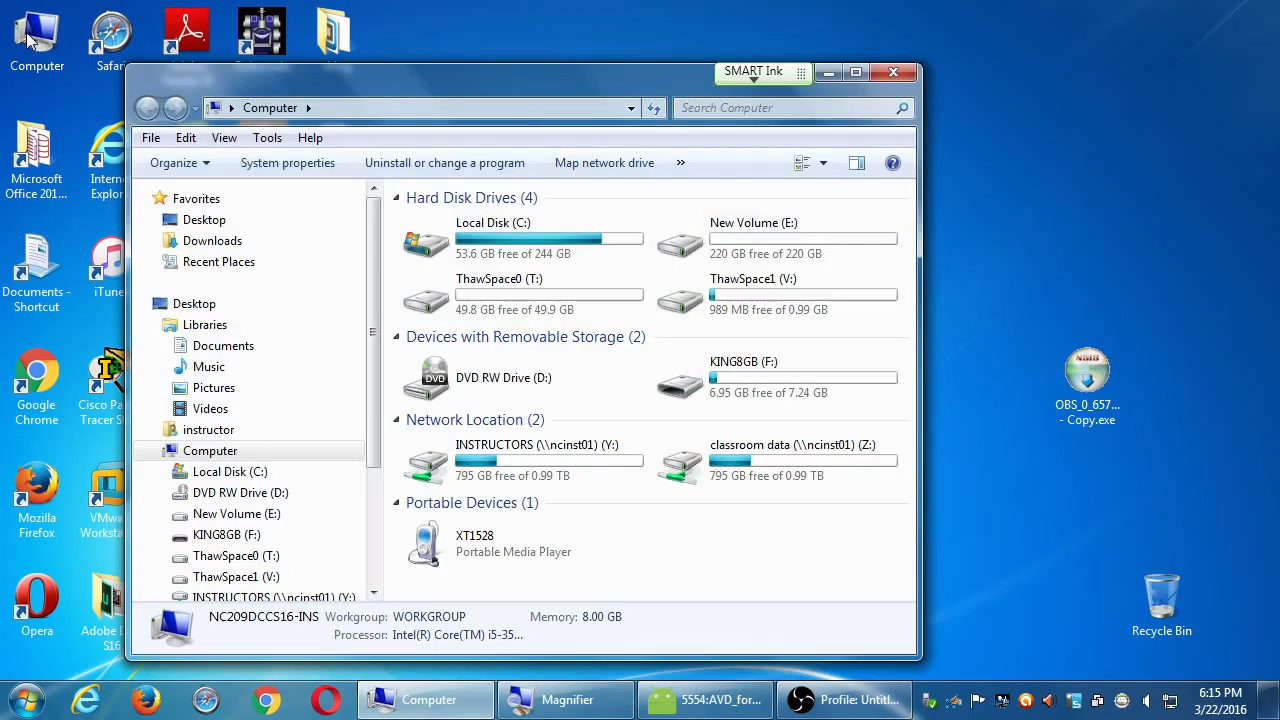 Computer
Safari
SMART Ink
Computer
Search Computer
File Edit View Tools Help
Organize System properties Uninstall or change a program Map network drive »
Microsoft
Office 201...
Internet
Explor
Documents -
Shortcut
iTune
Google
Chrome
Cisco Pa
Tracer S
Mozilla
Firefox
VMwa
Workst
Opera
Adobe D
S16
Favorites
Desktop
Downloads
Recent Places
Desktop
Libraries
Documents
Music
Pictures
Videos
instructor
Computer
Local Disk (C:)
DVD RW Drive (D:)
New Volume (E:)
KING8GB (F:)
ThawSpace0 (T:)
ThawSpace1 (V:)
INSTRUCTORS (\\ncinst01) (Y:)
Hard Disk Drives (4)
Local Disk (C:)
53.6 GB free of 244 GB
New Volume (E:)
220 GB free of 220 GB
ThawSpace0 (T:)
49.8 GB free of 49.9 GB
ThawSpace1 (V:)
989 MB free of 0.99 GB
Devices with Removable Storage (2)
DVD
DVD RW Drive (D:)
KING8GB (F:)
6.95 GB free of 7.24 GB
Network Location (2)
INSTRUCTORS (\\ncinst01) (Y:)
795 GB free of 0.99 TB
classroom data (\\ncinst01) (Z:)
795 GB free of 0.99 TB
Portable Devices (1)
XT1528
Portable Media Player
NC209DCCS16-INS Workgroup: WORKGROUP Memory: 8.00 GB
Processor: Intel(R) Core(TM) i5-35...
NSIS
OBS_0_657...
- Copy.exe
Recycle Bin
Computer
Magnifier
5554:AVD_fo...
Profile: Untitl...
6:15 PM
3/22/2016